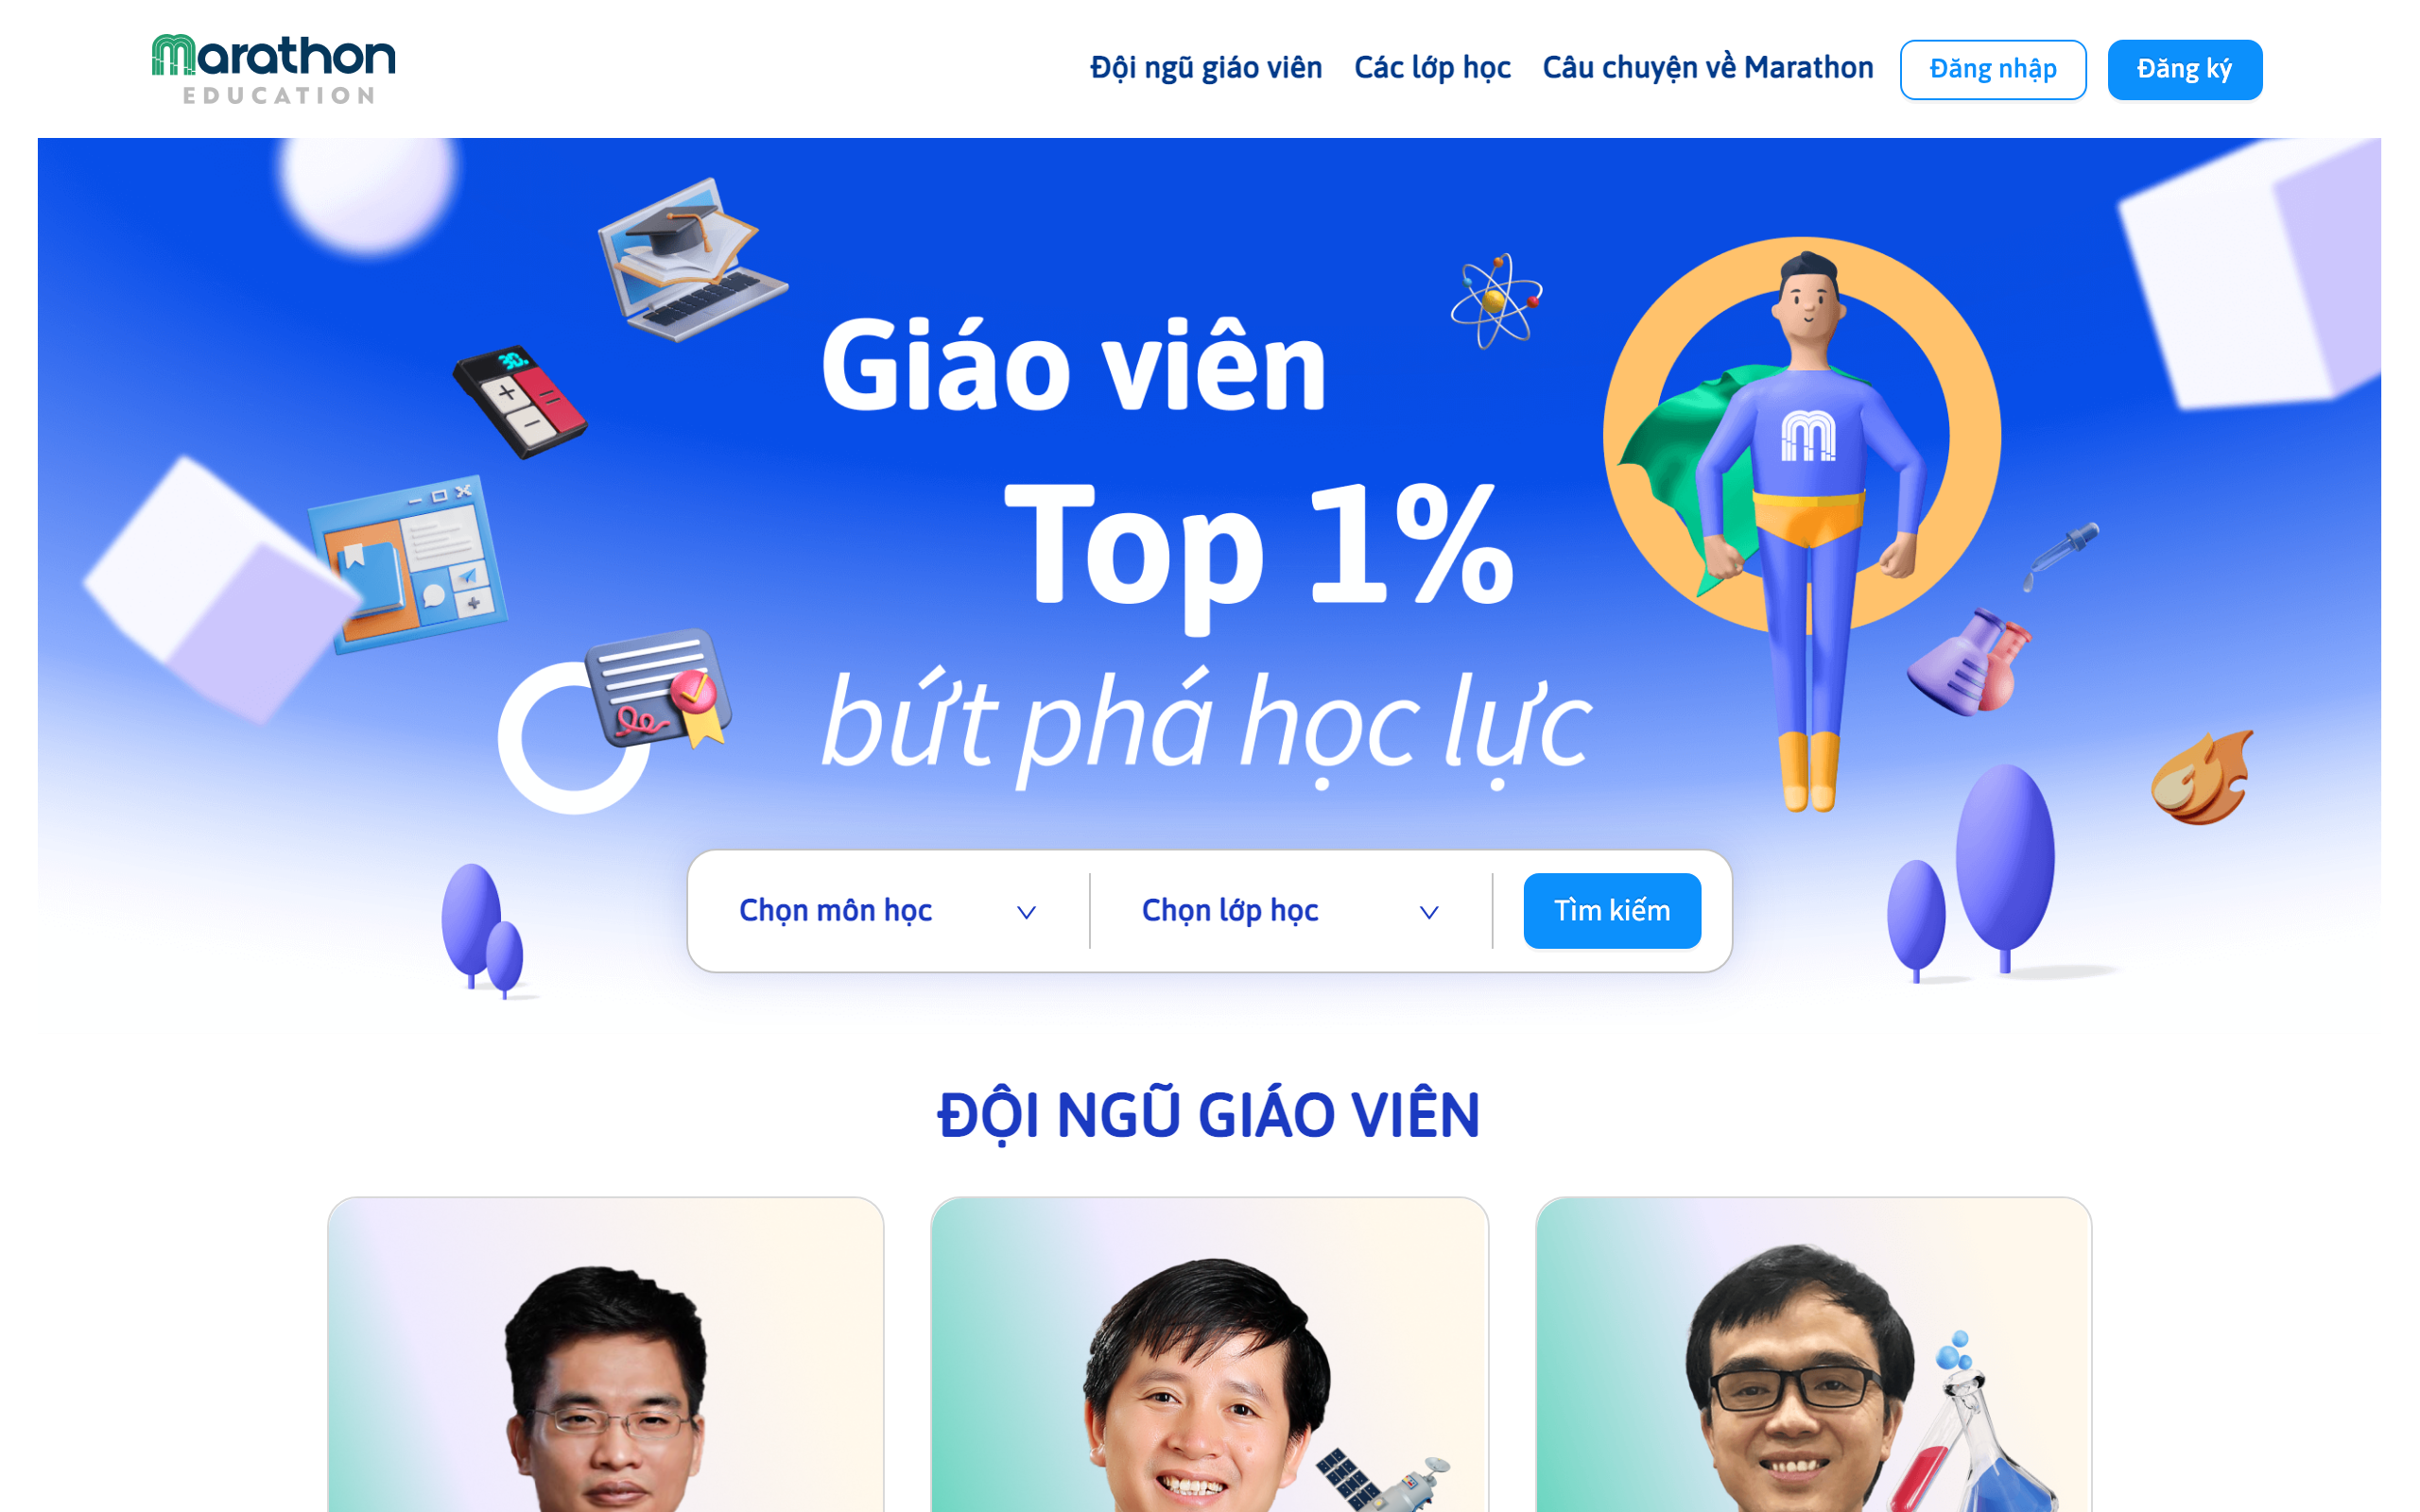 Marathon
EDUCATION
Đội ngũ giáo viên
Các lớp học
Câu chuyện về Marathon
Đăng nhập
Đăng ký
30.
Giáo viên
Top 1%
bứt phá học lực
Chọn môn học
Chọn lớp học
Tìm kiếm
ĐỘI NGŨ GIÁO VIÊN